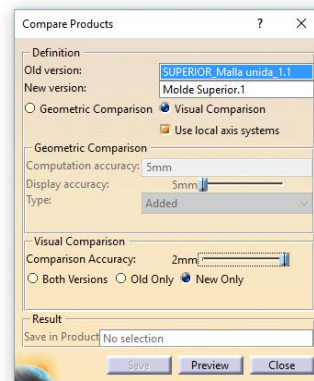 Compare Products ? ×
Definition
Old version: SUPERIOR_Malla unida_1.1
New version: Molde Superior.1
Geometric Comparison Visual Comparison
Use local axis systems
Geometric Comparison
Computation accuracy: 5mm
Display accuracy: 5mm
Type: Added
Visual Comparison
Comparison Accuracy: 2mm
Both Versions Old Only New Only
Result
Save in Product No selection
Save Preview Close